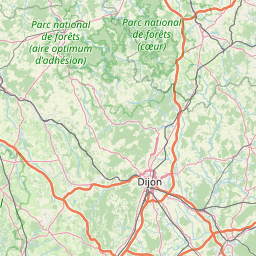 Parc national
de forêts
(cœur)
Parc national
de forêts
(aire optimum
d'adhésion)
Dijon